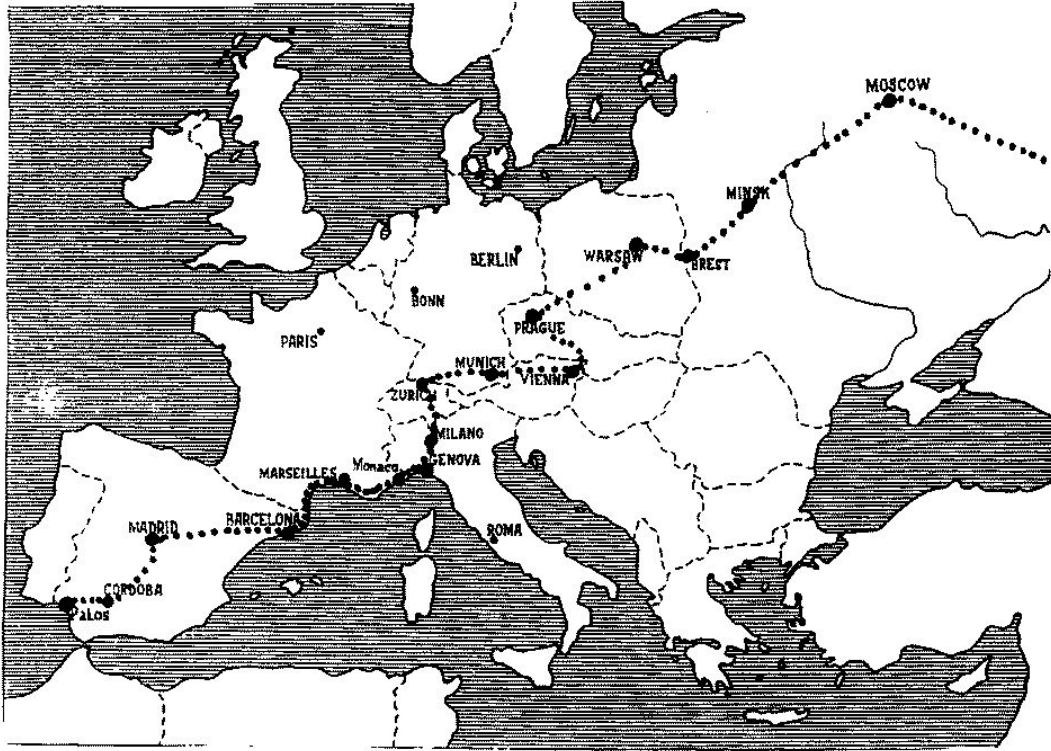 MOSCOW
MINSK
BERLIN
WARSAW
BREST
BONN
PARIS
PRAGUE
MUNICH
VIENNA
ZURICH
MILANO
GENOVA
MARSEILLES
Monaco
BARCELONA
MADRID
ROMA
CORDOBA
Palos